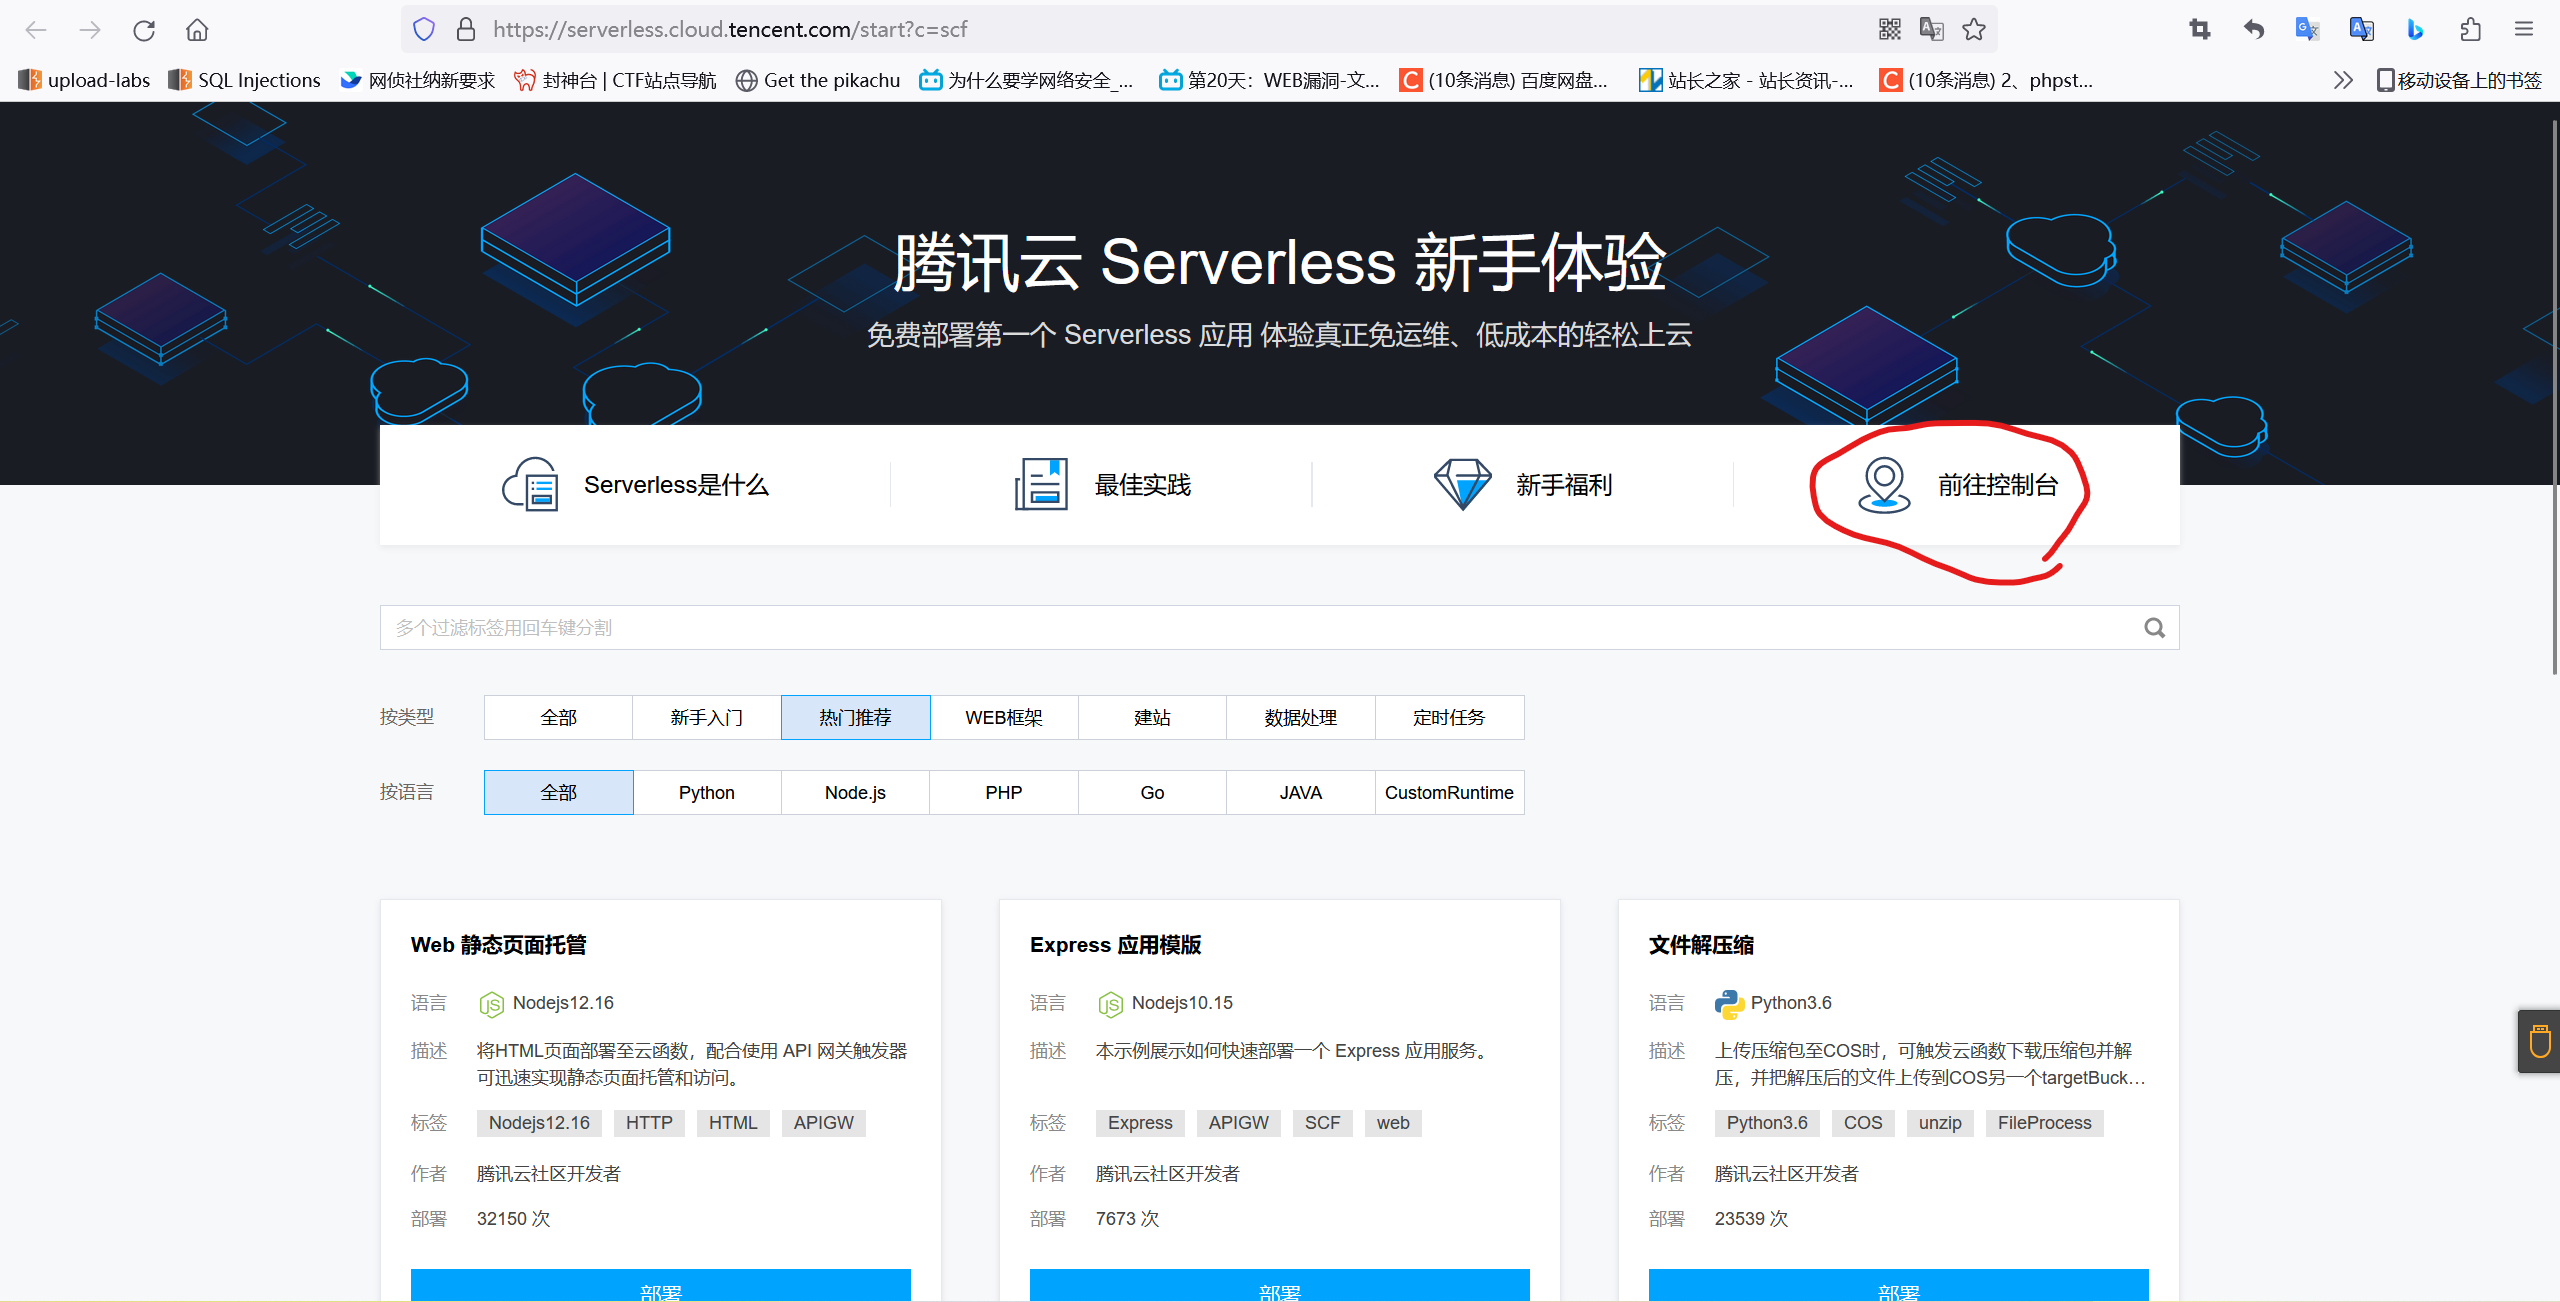 https://serverless.cloud.tencent.com/start?c=scf
upload-labs SQL Injections 网侦社纳新要求 封神台 | CTF站点导航 Get the pikachu 为什么要学网络安全_... 第20天：WEB漏洞-文... (10条消息) 百度网盘... 站长之家 - 站长资讯-... (10条消息) 2、phpst... 移动设备上的书签
腾讯云 Serverless 新手体验
免费部署第一个 Serverless 应用 体验真正免运维、低成本的轻松上云
Serverless是什么 最佳实践 新手福利 前往控制台
多个过滤标签用回车键分割
按类型 全部 新手入门 热门推荐 WEB框架 建站 数据处理 定时任务
按语言 全部 Python Node.js PHP Go JAVA CustomRuntime
Web 静态页面托管
语言 Nodejs12.16
描述 将HTML页面部署至云函数，配合使用 API 网关触发器
可迅速实现静态页面托管和访问。
标签 Nodejs12.16 HTTP HTML APIGW
作者 腾讯云社区开发者
部署 32150 次
部署
Express 应用模版
语言 Nodejs10.15
描述 本示例展示如何快速部署一个 Express 应用服务。
标签 Express APIGW SCF web
作者 腾讯云社区开发者
部署 7673 次
部署
文件解压缩
语言 Python3.6
描述 上传压缩包至COS时，可触发云函数下载压缩包并解
压，并把解压后的文件上传到COS另一个targetBuck...
标签 Python3.6 COS unzip FileProcess
作者 腾讯云社区开发者
部署 23539 次
部署